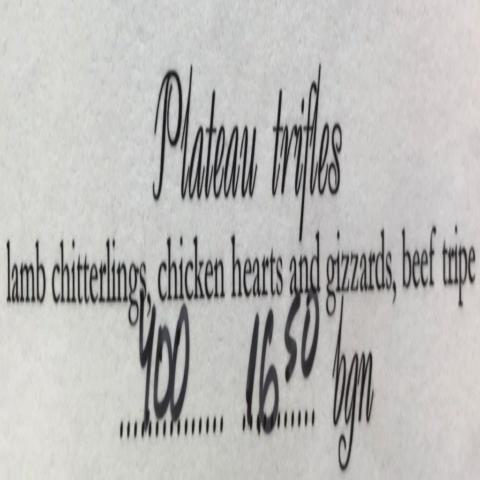 Plateau trifles
lamb chitterlings, chicken hearts and gizzards, beef tripe
400 16 50 bgn